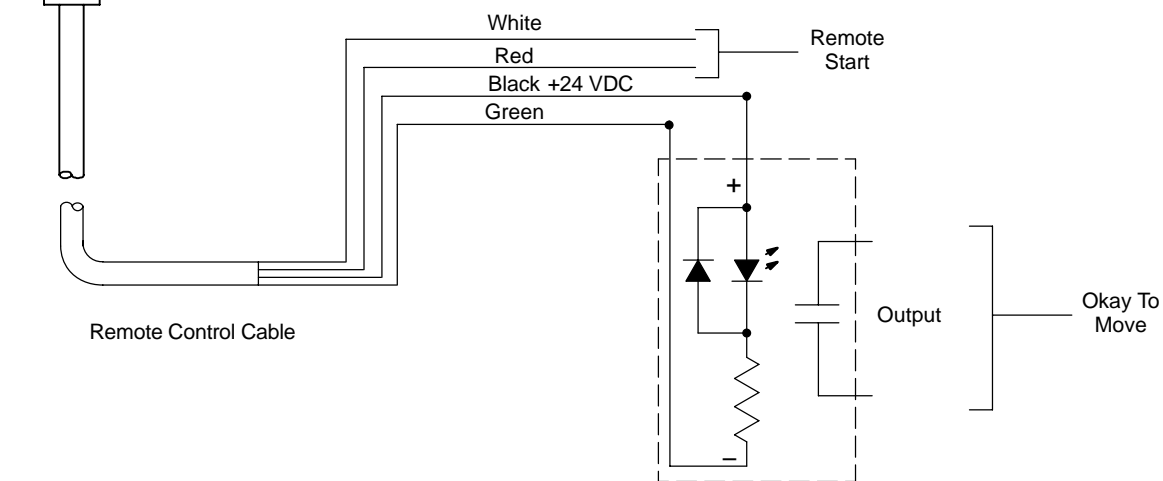 White
Red
Black +24 VDC
Green
Remote
Start
+
Output
Okay To
Move
Remote Control Cable
–